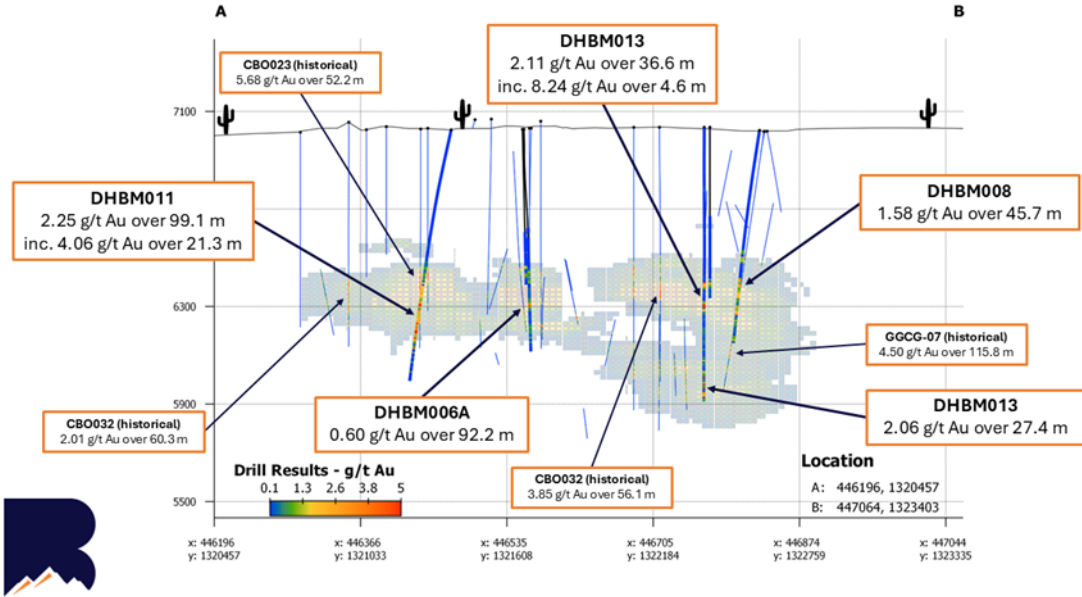 A
B
DHBM013
2.11 g/t Au over 36.6 m
inc. 8.24 g/t Au over 4.6 m
CBO023 (historical)
5.68 g/t Au over 52.2 m
7100
DHBM011
2.25 g/t Au over 99.1 m
inc. 4.06 g/t Au over 21.3 m
DHBM008
1.58 g/t Au over 45.7 m
6300
GGCG-07 (historical)
4.50 g/t Au over 115.8 m
5900
DHBM013
2.06 g/t Au over 27.4 m
DHBM006A
0.60 g/t Au over 92.2 m
CBO032 (historical)
2.01 g/t Au over 60.3 m
CBO032 (historical)
3.85 g/t Au over 56.1 m
Drill Results - g/t Au
0.1 1.3 2.6 3.8 5
Location
A: 446196, 1320457
B: 447064, 1323403
5500
x: 446196
y: 1320457
x: 446366
y: 1321033
x: 446535
y: 1321608
x: 446705
y: 1322184
x: 446874
y: 1322759
x: 447044
y: 1323335